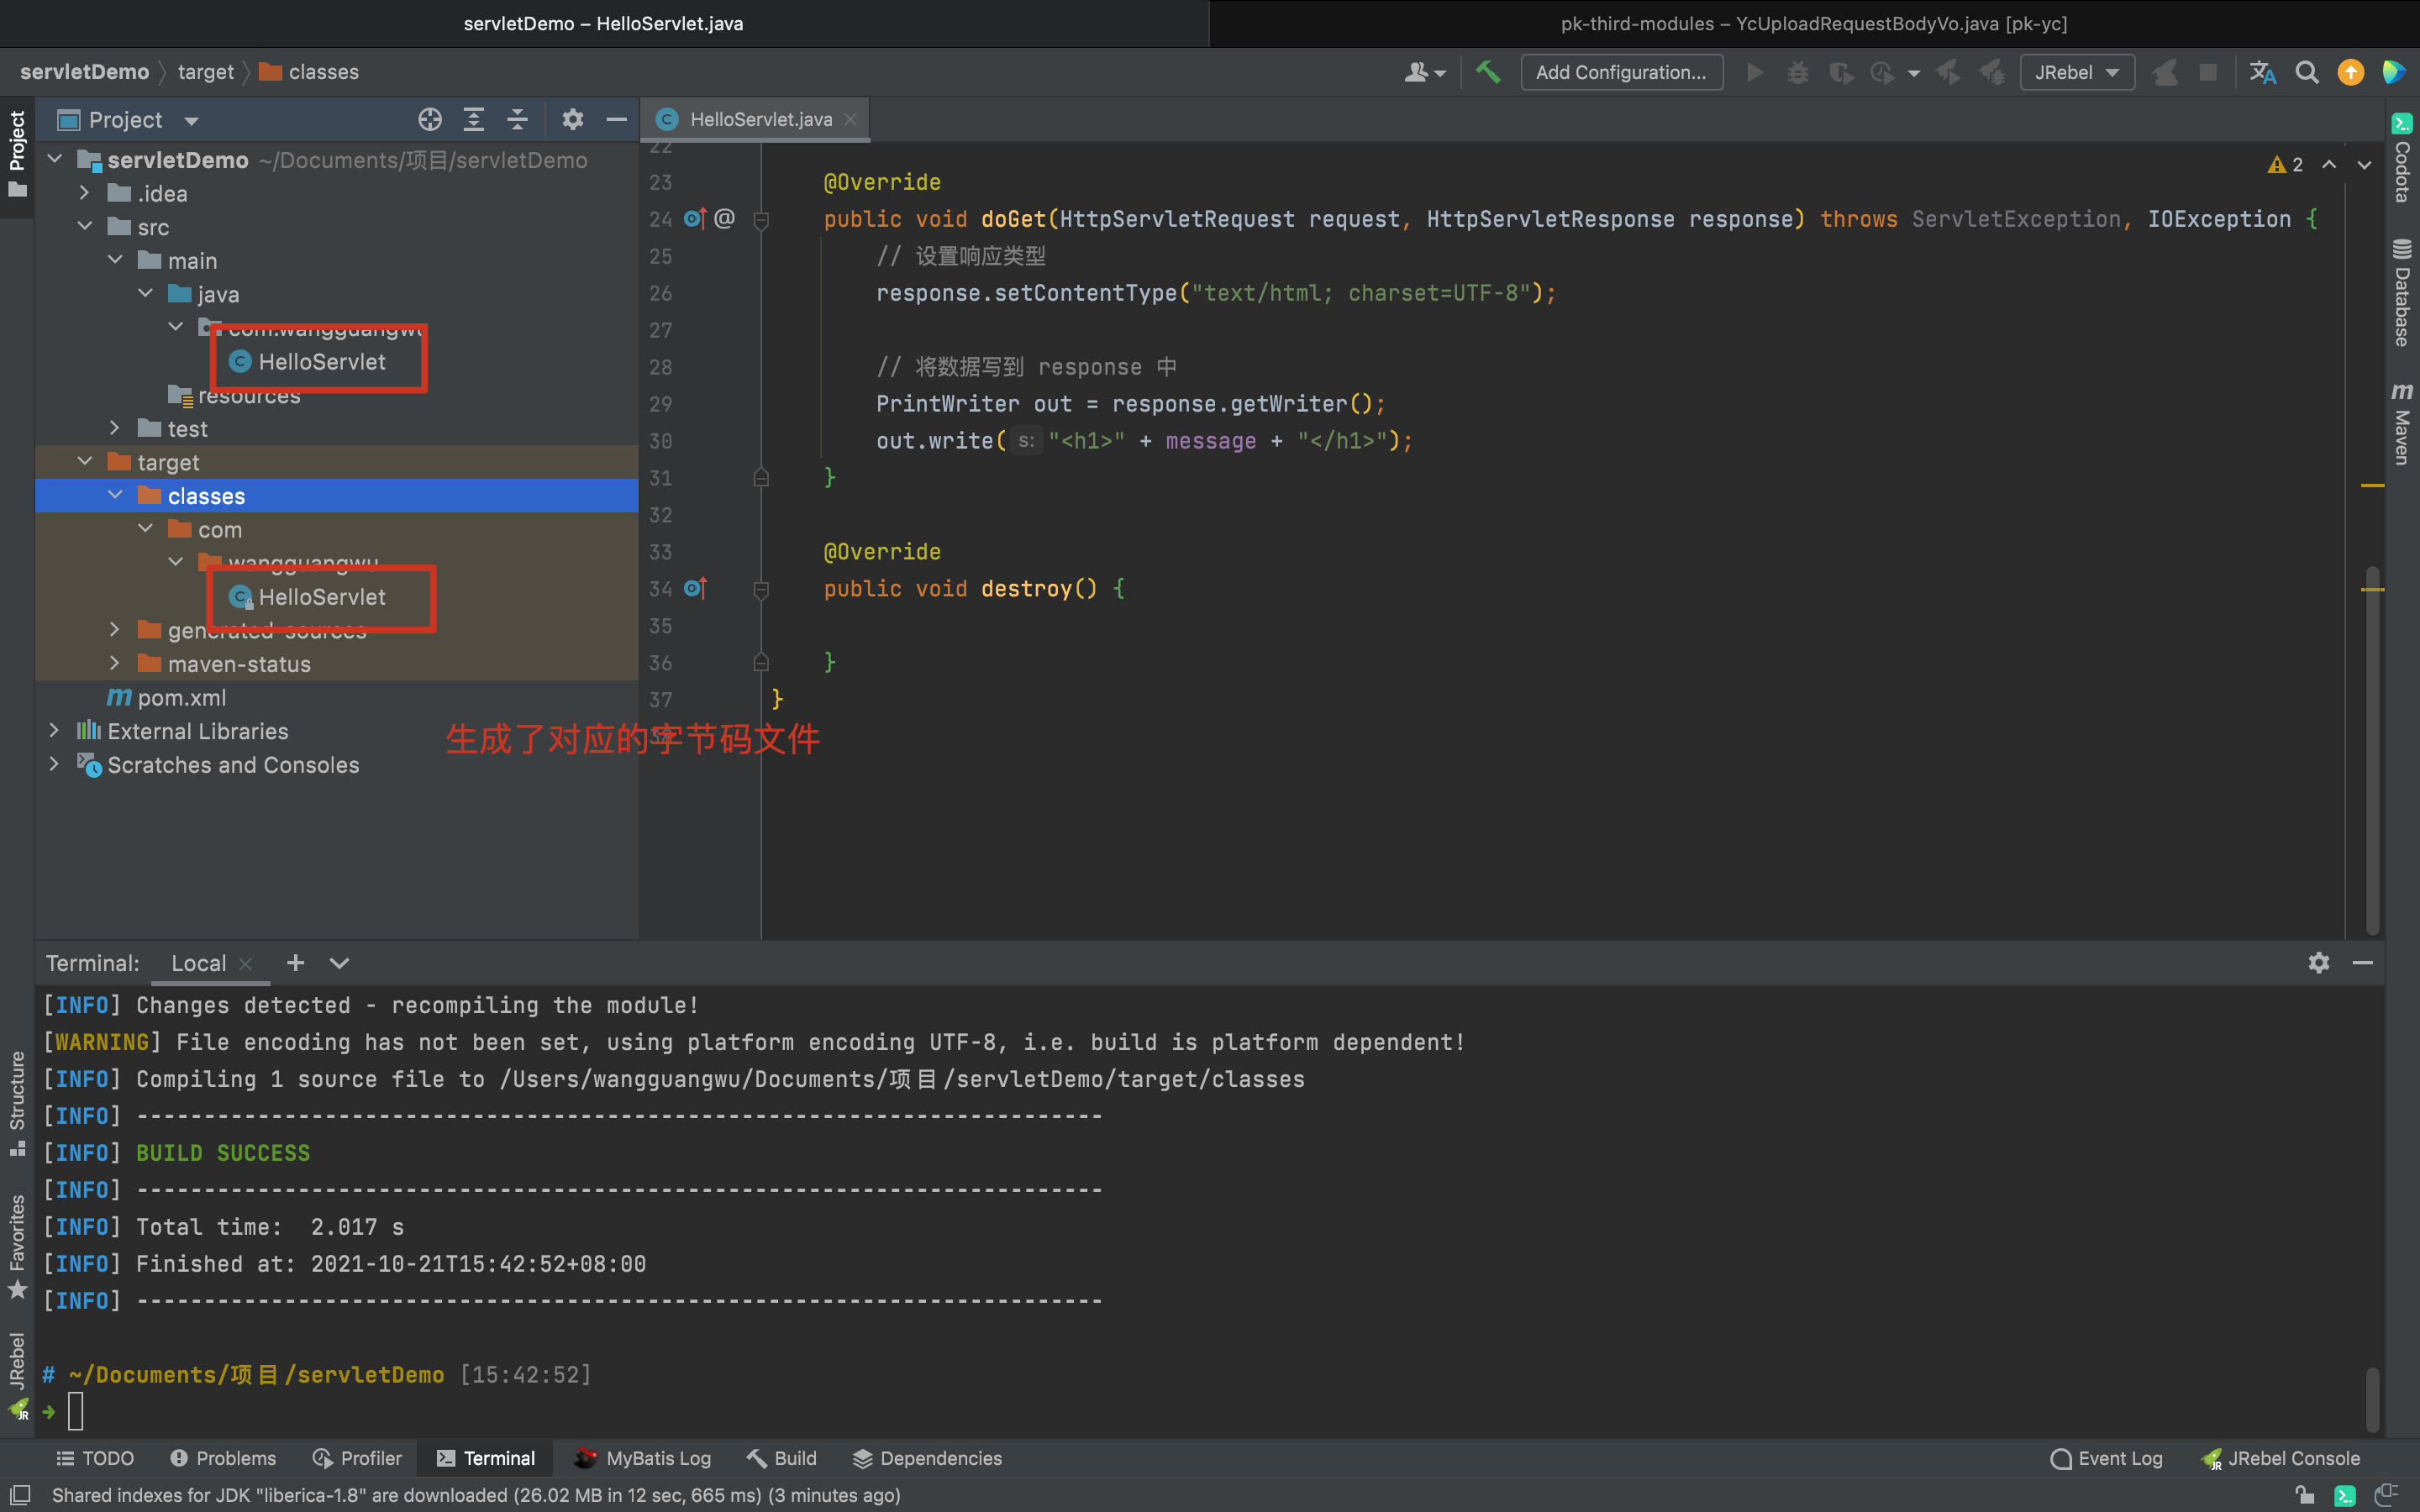 servletDemo – HelloServlet.java
pk-third-modules – YcUploadRequestBodyVo.java [pk-yc]
servletDemo
target
classes
Add Configuration...
JRebel
Project
HelloServlet.java
servletDemo ~/Documents/项目/servletDemo
.idea
src
main
java
com.wangguangwu
HelloServlet
resources
test
target
classes
com
wangguangwu
HelloServlet
generated-sources
maven-status
pom.xml
External Libraries
Scratches and Consoles
生成了对应的字节码文件
22
23 @Override
24 @ public void doGet(HttpServletRequest request, HttpServletResponse response) throws ServletException, IOException {
25 // 设置响应类型
26 response.setContentType("text/html; charset=UTF-8");
27
28 // 将数据写到 response 中
29 PrintWriter out = response.getWriter();
30 out.write( s: "<h1>" + message + "</h1>");
31 }
32
33 @Override
34 public void destroy() {
35
36 }
37 }
2
Project
Structure
Favorites
JRebel
Codota
Database
Maven
Terminal:
Local
[INFO] Changes detected - recompiling the module!
[WARNING] File encoding has not been set, using platform encoding UTF-8, i.e. build is platform dependent!
[INFO] Compiling 1 source file to /Users/wangguangwu/Documents/项目/servletDemo/target/classes
[INFO] ------------------------------------------------------------------------
[INFO] BUILD SUCCESS
[INFO] ------------------------------------------------------------------------
[INFO] Total time:  2.017 s
[INFO] Finished at: 2021-10-21T15:42:52+08:00
[INFO] ------------------------------------------------------------------------
# ~/Documents/项目/servletDemo [15:42:52]
➜
TODO
Problems
Profiler
Terminal
MyBatis Log
Build
Dependencies
Event Log
JRebel Console
Shared indexes for JDK "liberica-1.8" are downloaded (26.02 MB in 12 sec, 665 ms) (3 minutes ago)